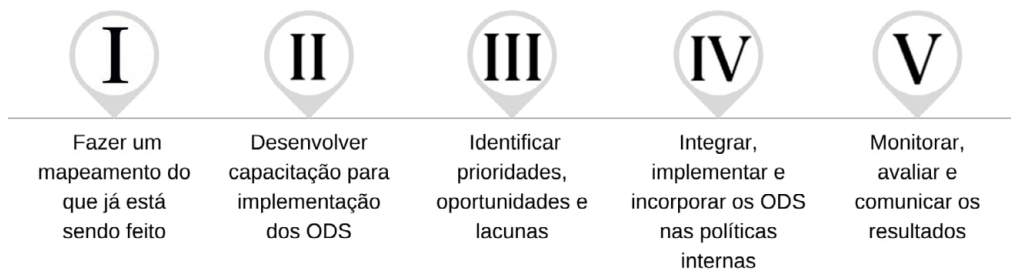 I
Fazer um
mapeamento do
que já está
sendo feito
II
Desenvolver
capacitação para
implementação
dos ODS
III
Identificar
prioridades,
oportunidades e
lacunas
IV
Integrar,
implementar e
incorporar os ODS
nas políticas
internas
V
Monitorar,
avaliar e
comunicar os
resultados